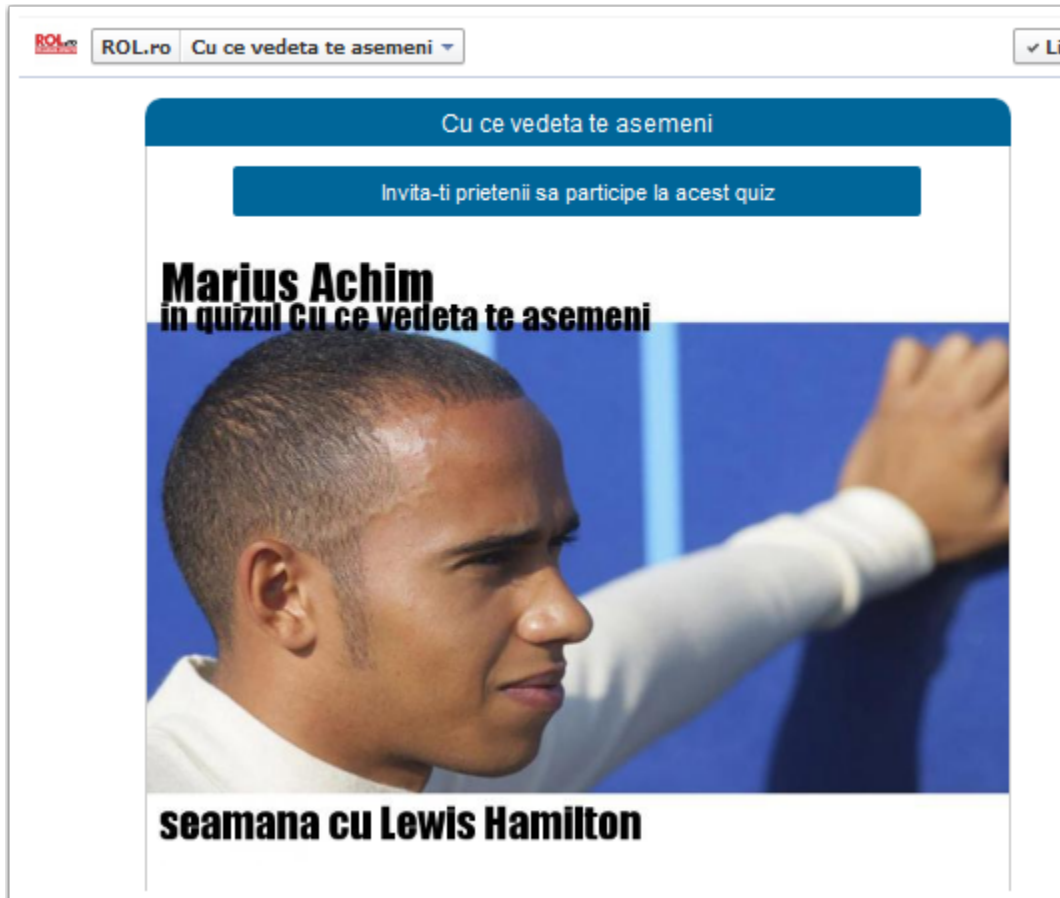 ROL.ro
ROL.ro Cu ce vedeta te asemeni
Cu ce vedeta te asemeni
Invita-ti prietenii sa participe la acest quiz
Marius Achim
in quizul Cu ce vedeta te asemeni
seamana cu Lewis Hamilton